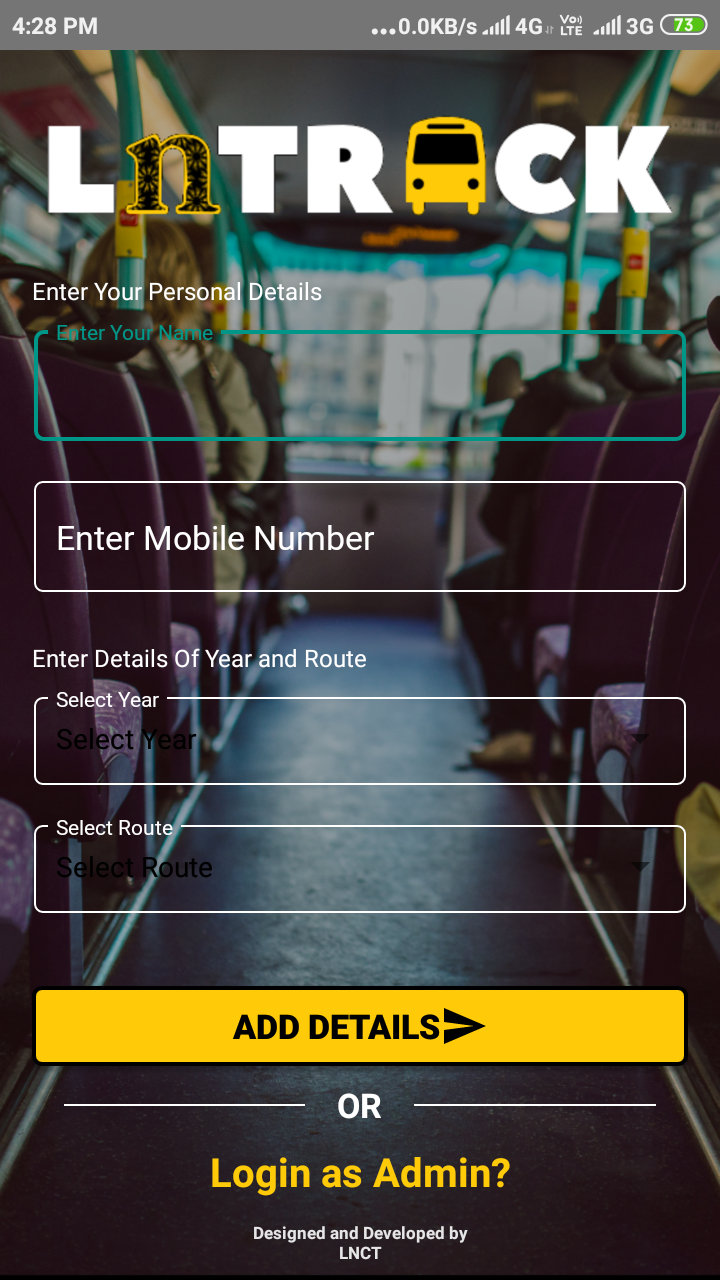 4:28 PM ...0.0KB/s 4G Vo LTE 3G 73
LnTRACK
Enter Your Personal Details
Enter Your Name
Enter Mobile Number
Enter Details Of Year and Route
Select Year
Select Year
Select Route
Select Route
ADD DETAILS
OR
Login as Admin?
Designed and Developed by
LNCT